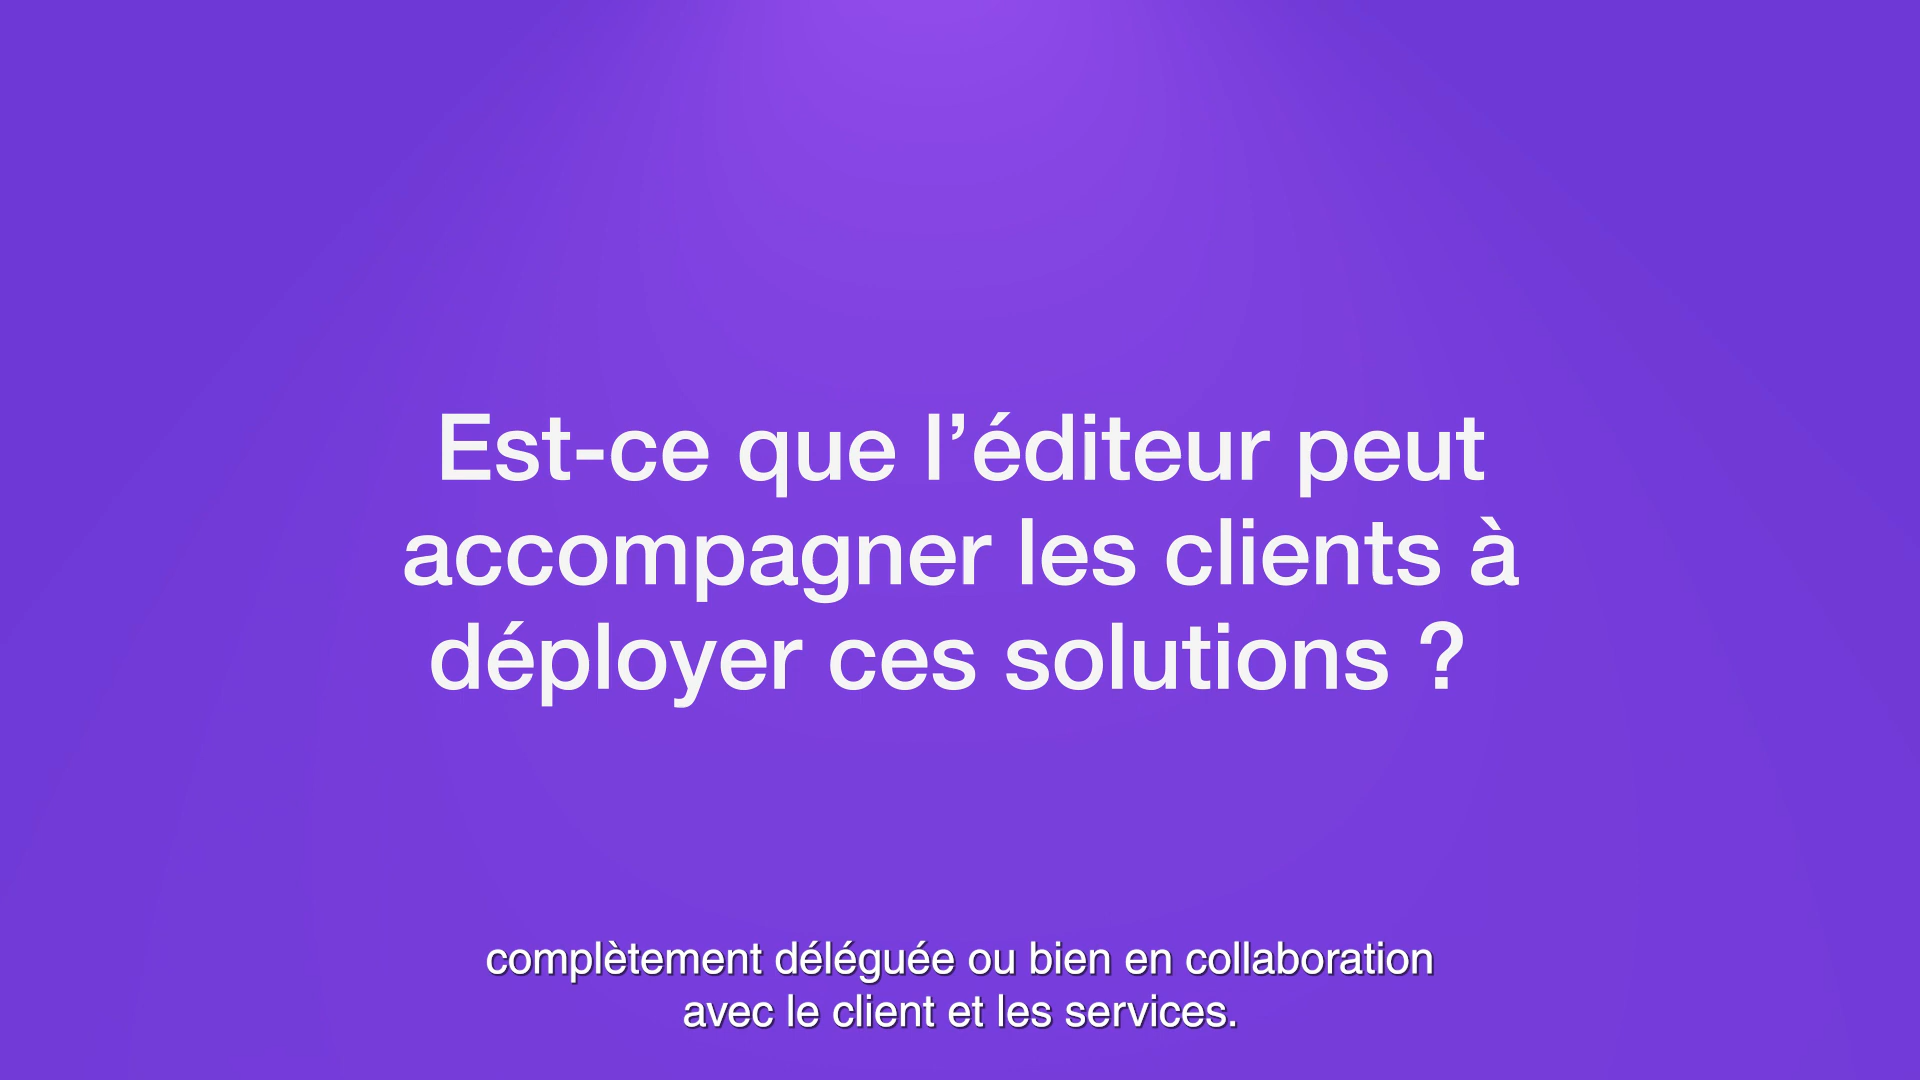 Est-ce que l’éditeur peut
accompagner les clients à
déployer ces solutions ?
complètement déléguée ou bien en collaboration
avec le client et les services.